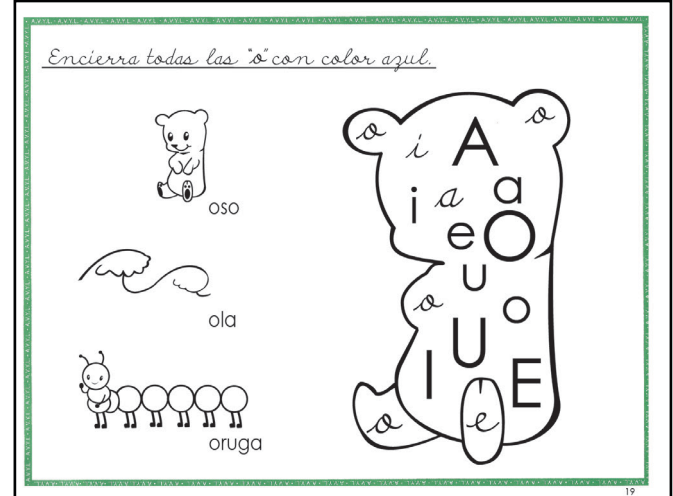 Encierra todas las "o" con color azul.
o
o
i
A
i
a
a
e
O
u
o
o
I
U
E
o
e
oso
ola
oruga
19